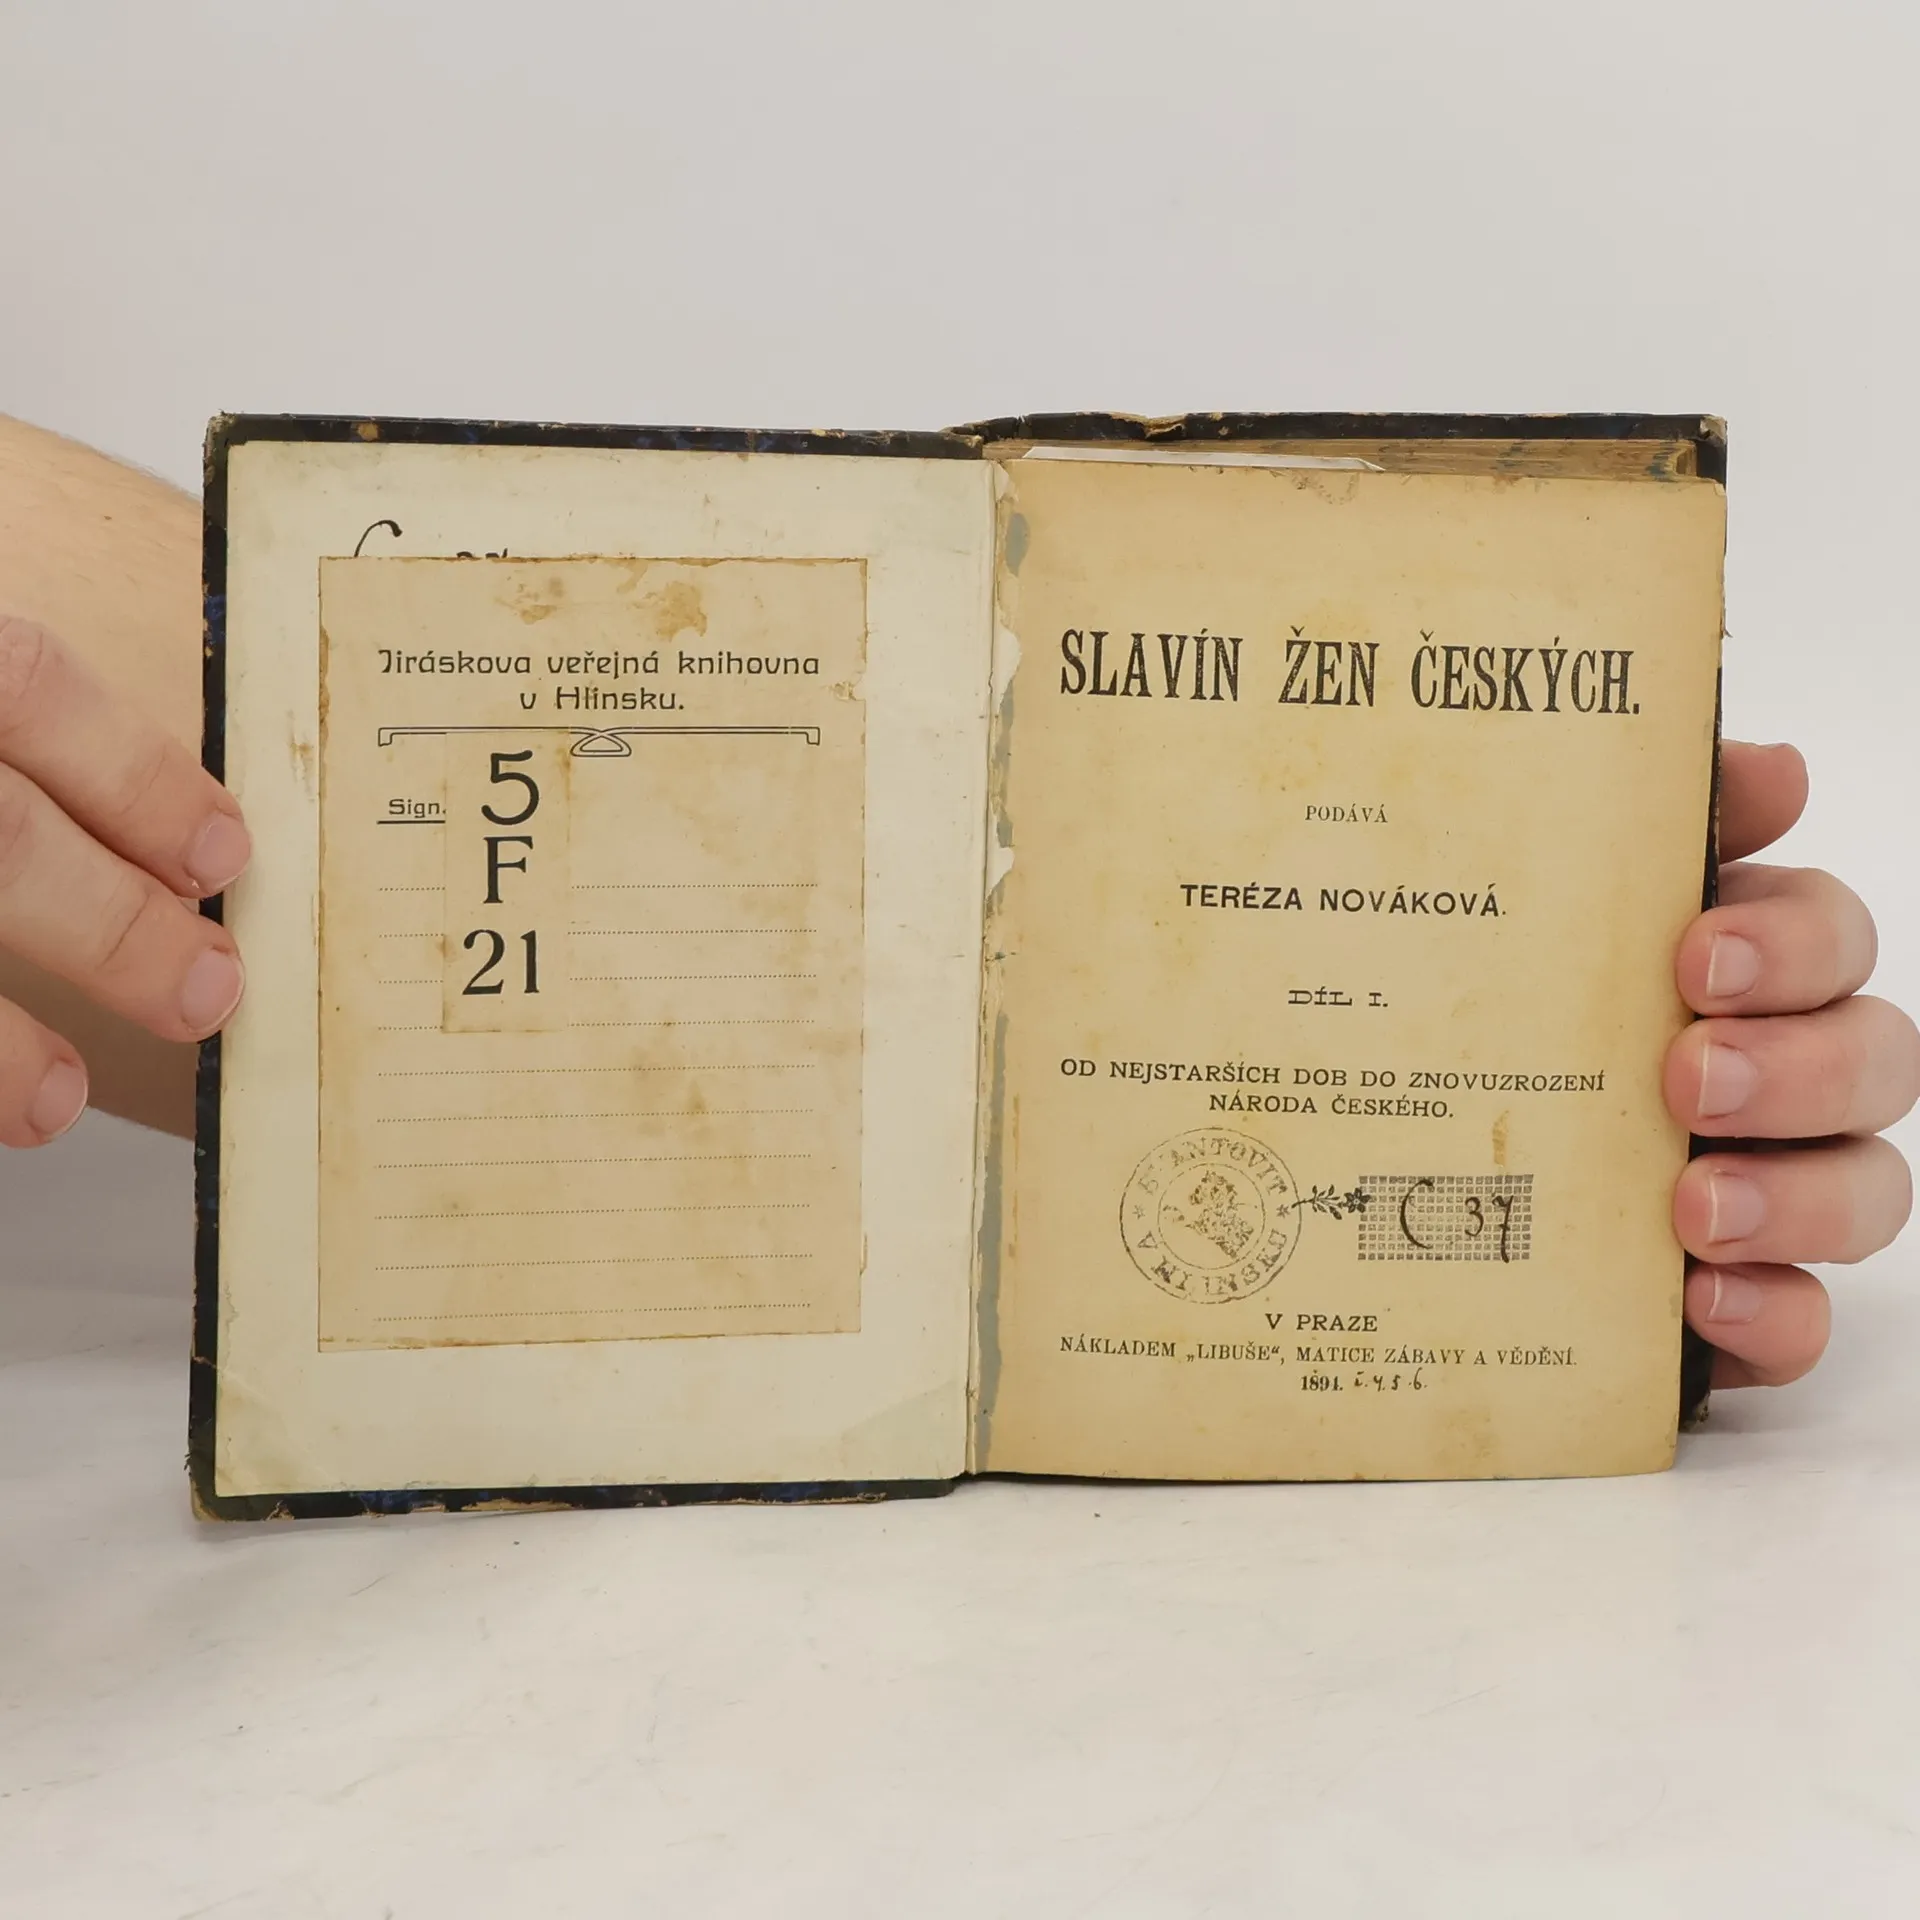 Jiráskova veřejná knihovna
v Hlinsku.
Sign.
5
F
21
SLAVÍN ŽEN ČESKÝCH.
PODÁVÁ
TERÉZA NOVÁKOVÁ.
DÍL I.
OD NEJSTARŠÍCH DOB DO ZNOVUZROZENÍ
NÁRODA ČESKÉHO.
C 37
V PRAZE
NÁKLADEM „LIBUŠE“, MATICE ZÁBAVY A VĚDĚNÍ.
1894.